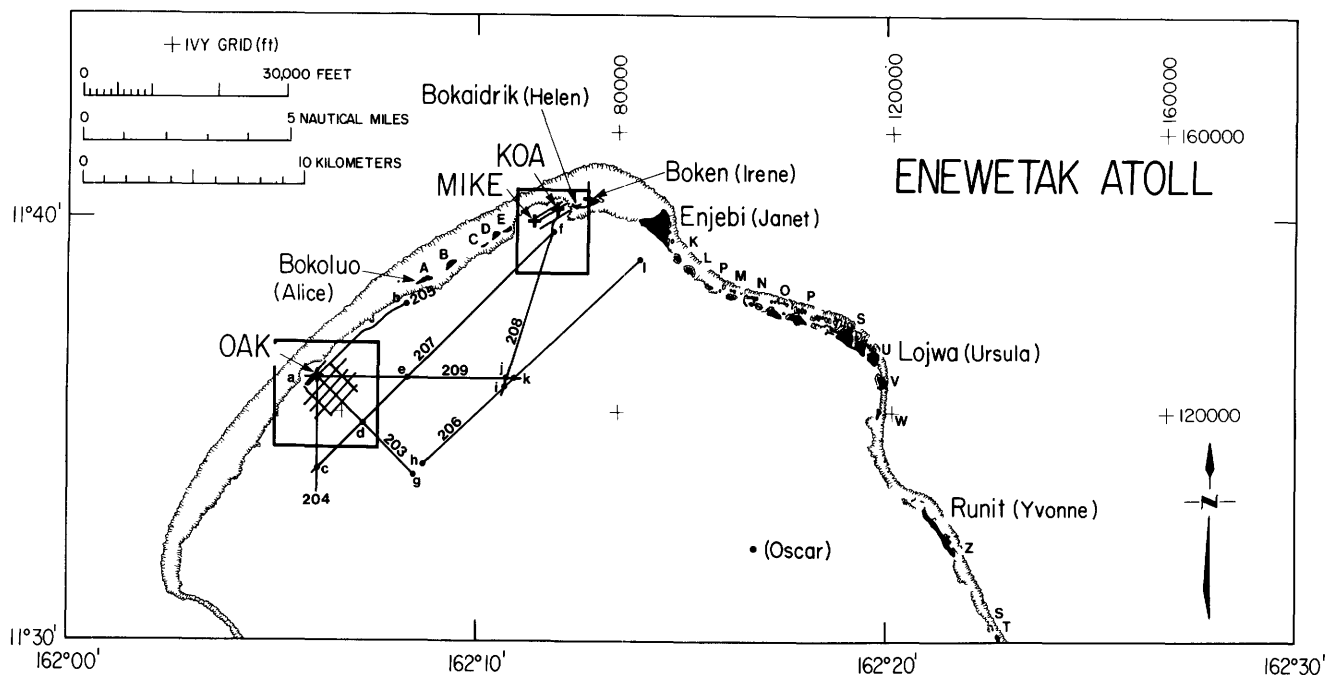 + IVY GRID (ft)
0 30,000 FEET
0 5 NAUTICAL MILES
0 10 KILOMETERS
80000
120000
160000
+ 160000
ENEWETAK ATOLL
Bokaidrik (Helen)
KOA
MIKE
Boken (Irene)
Enjebi (Janet)
11°40'
f
E
D
C
B
A
Bokoluo
(Alice)
b
205
l
K
L
P
M
N
O
P
S
U
Lojwa (Ursula)
V
W
OAK
a
207
208
e
209
j
k
i
+ 120000
d
203
206
h
g
c
204
N
Runit (Yvonne)
Z
(Oscar)
S
T
11°30'
162°00'
162°10'
162°20'
162°30'